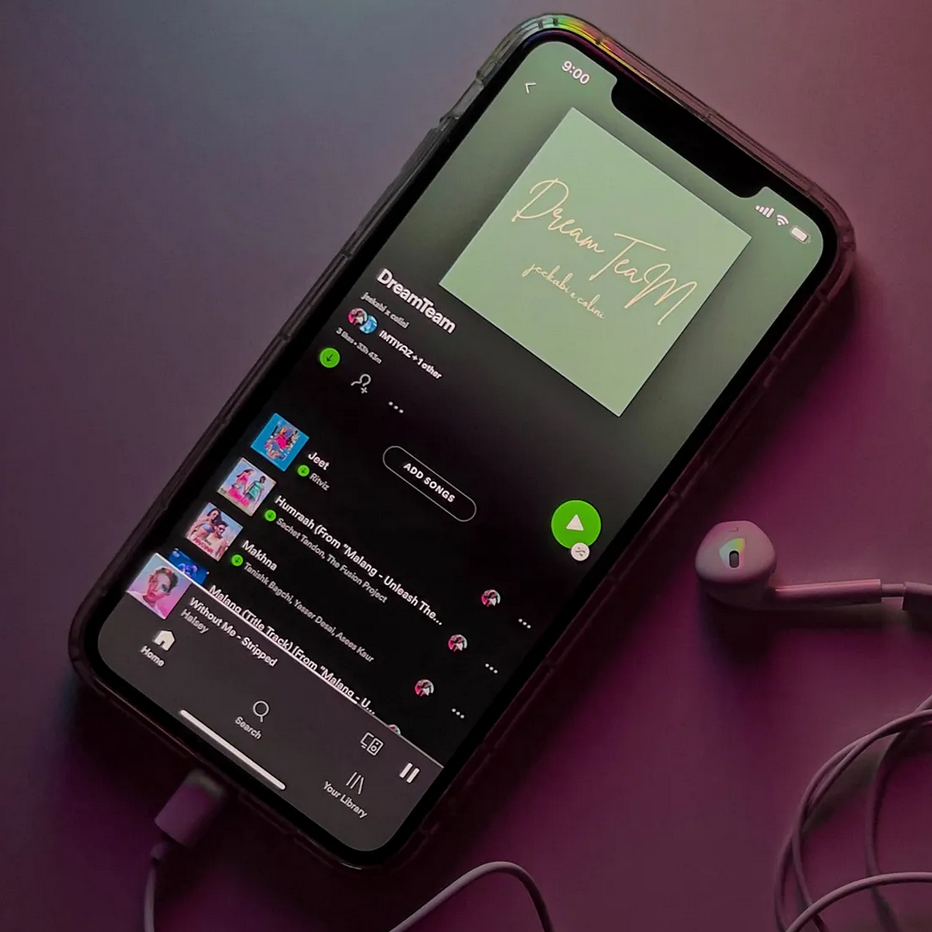 9:00
Dream TeaM
jeekabi x colini
DreamTeam
jeekabi x colini
IMTIYAZ + 1 other
3 likes • 33h 43m
ADD SONGS
Jeet
Ritviz
Humraah (From "Malang - Unleash The...
Sachet Tandon, The Fusion Project
Makhna
Tanishk Bagchi, Yasser Desai, Asees Kaur
Malang (Title Track) [From "Malang - U...
Without Me - Stripped
Halsey
Home
Search
Your Library